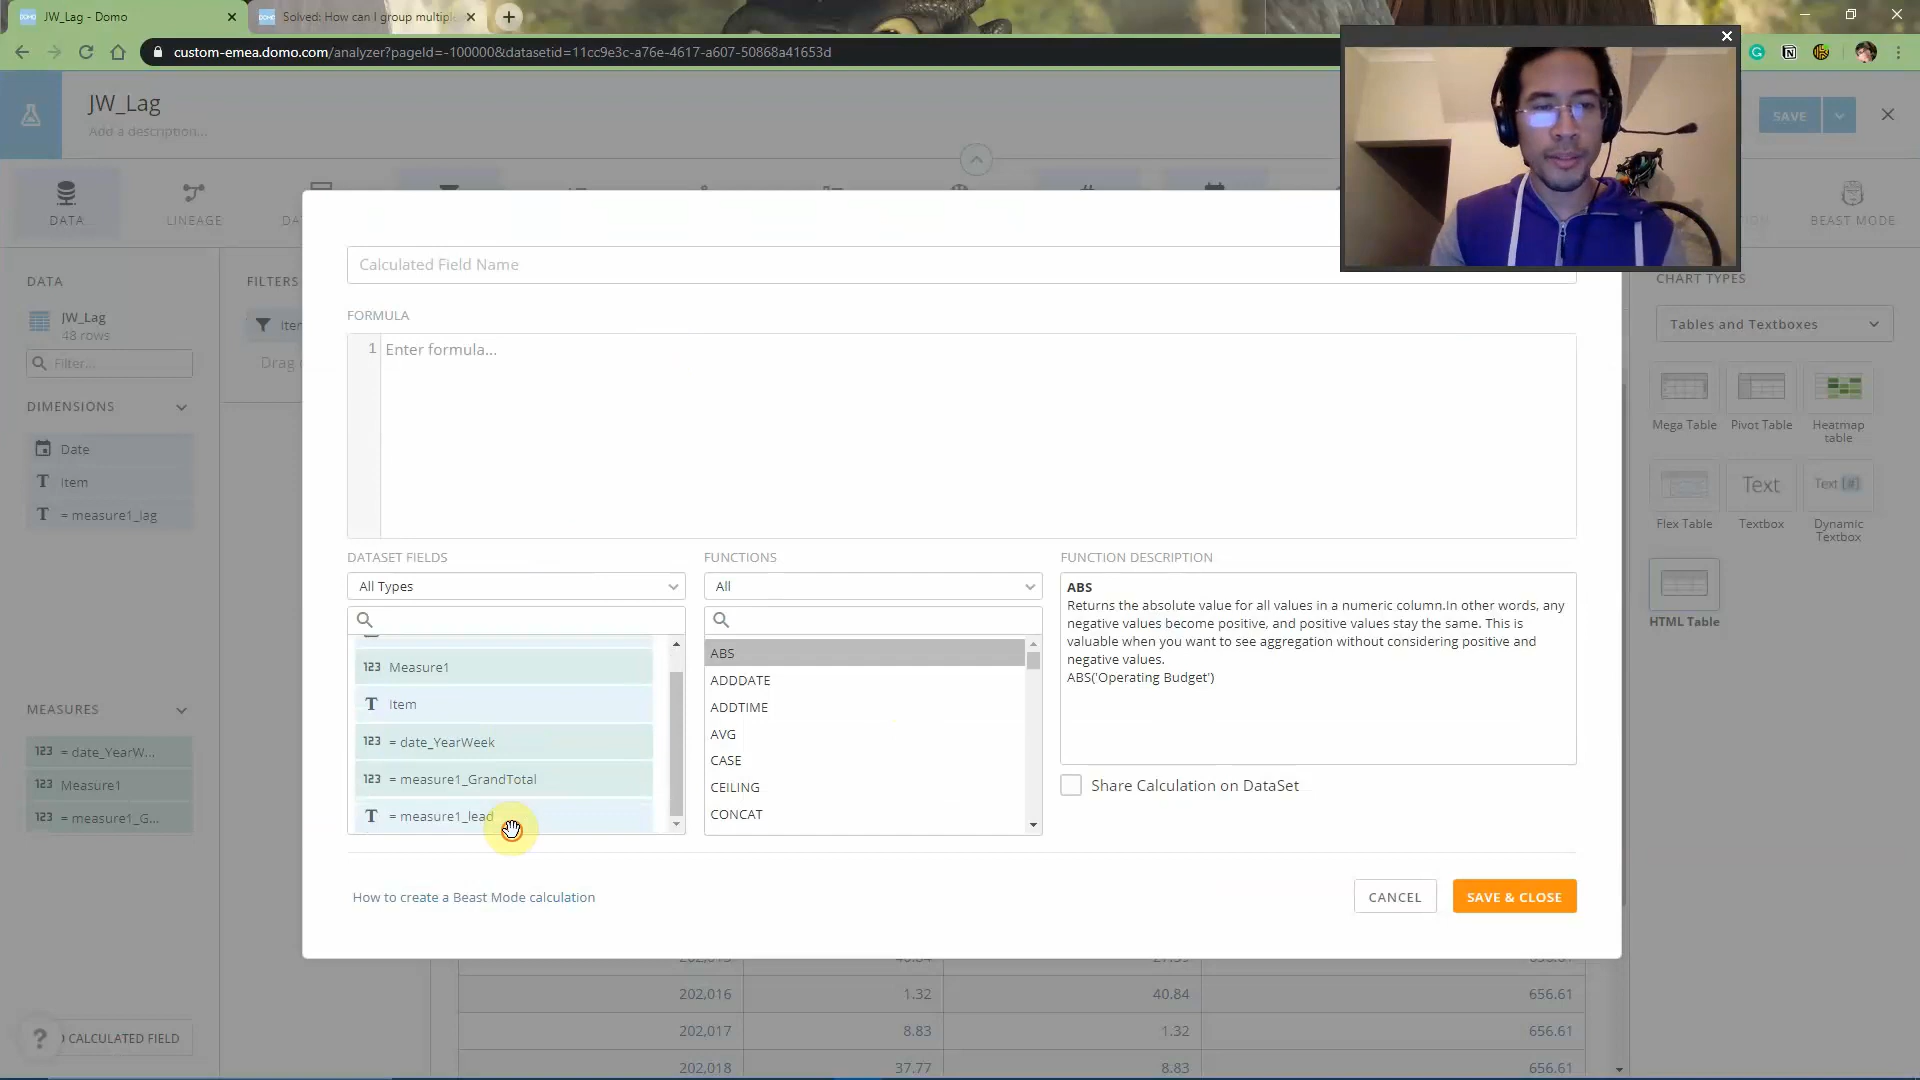 JW_Lag - Domo
Solved: How can I group multiple
custom-emea.domo.com/analyzer?pageId=-100000&datasetid=11cc9e3c-a76e-4617-a607-50868a41653d
JW_Lag
Add a description...
SAVE
DATA
LINEAGE
DA
BEAST MODE
DATA
JW_Lag
48 rows
Filter...
DIMENSIONS
Date
Item
= measure1_lag
MEASURES
= date_YearW...
Measure1
= measure1_G...
CALCULATED FIELD
FILTERS
Iter
Drag
Calculated Field Name
FORMULA
1
Enter formula...
DATASET FIELDS
All Types
123 Measure1
T Item
123 = date_YearWeek
123 = measure1_GrandTotal
T = measure1_lead
FUNCTIONS
All
ABS
ADDDATE
ADDTIME
AVG
CASE
CEILING
CONCAT
FUNCTION DESCRIPTION
ABS
Returns the absolute value for all values in a numeric column.In other words, any
negative values become positive, and positive values stay the same. This is
valuable when you want to see aggregation without considering positive and
negative values.
ABS('Operating Budget')
Share Calculation on DataSet
How to create a Beast Mode calculation
CANCEL
SAVE & CLOSE
CHART TYPES
Tables and Textboxes
Mega Table
Pivot Table
Heatmap
table
Flex Table
Text
Textbox
Text [#]
Dynamic
Textbox
HTML Table
202,016 1.32 40.84 656.61
202,017 8.83 1.32 656.61
202,018 37.77 8.83 656.61